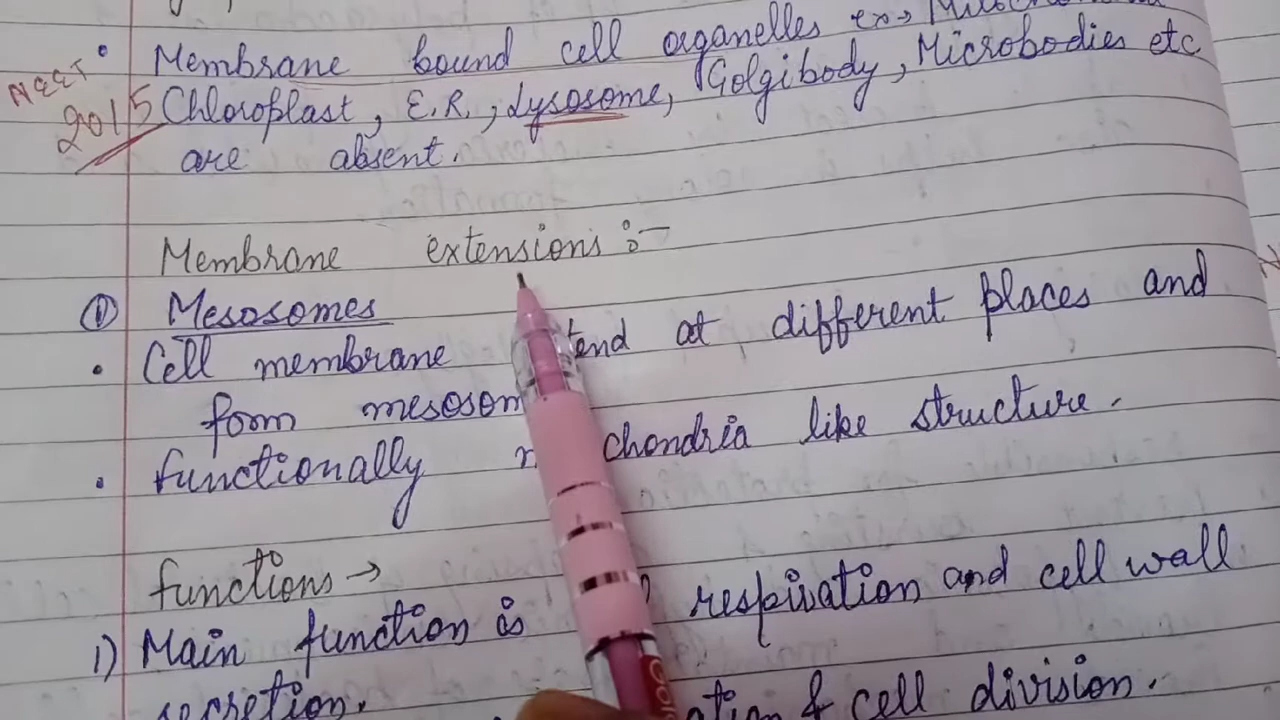 Membrane bound cell organelles ex→
NEET 2015 Chloroplast, E.R., Lysosome, Golgibody, Microbodies etc
are absent.
Membrane extensions :-
① Mesosomes
• Cell membrane tend at different places and
form mesosom
• functionally chondria like structure.
functions →
1) Main function is respiration and cell wall
secretion. & cell division.